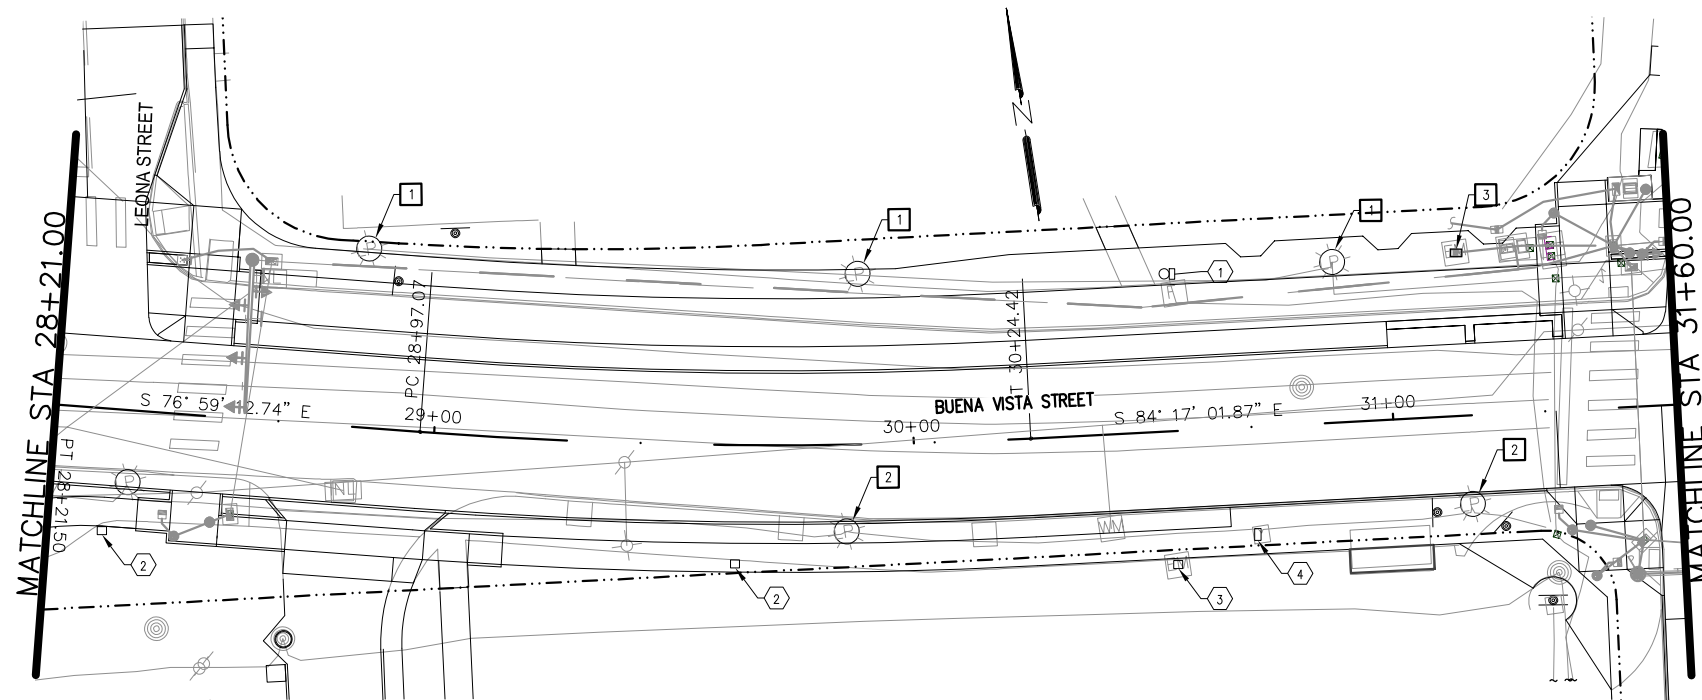 N
LEONA STREET
MATCHLINE STA 28+21.00
MATCHLINE STA 31+60.00
1
1
1
3
P
P
P
1
PC 28+97.07
PT 30+24.42
S 76° 59' 12.74" E
29+00
BUENA VISTA STREET
30+00
S 84° 17' 01.87" E
31+00
PT 28+21.50
P
2
2
P
P
WM
2
2
3
4